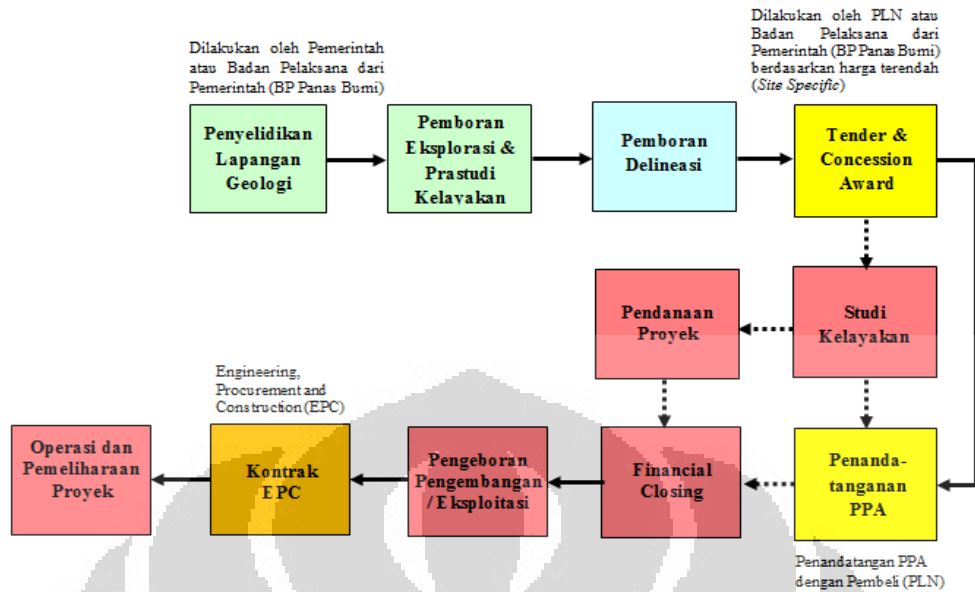 Dilakukan oleh Pemerintah
atau Badan Pelaksana dari
Pemerintah (BP Panas Bumi)
Dilakukan oleh PLN atau
Badan Pelaksana dari
Pemerintah (BP Panas Bumi)
berdasarkan harga terendah
(Site Specific)
Penyelidikan
Lapangan
Geologi
Pemboran
Eksplorasi &
Prastudi
Kelayakan
Pemboran
Delineasi
Tender &
Concession
Award
Pendanaan
Proyek
Studi
Kelayakan
Engineering,
Procurement and
Construction (EPC)
Operasi dan
Pemeliharaan
Proyek
Kontrak
EPC
Pengeboran
Pengembangan
/ Eksploitasi
Financial
Closing
Penanda-
tanganan
PPA
Penandatangan PPA
dengan Pembeli (PLN)